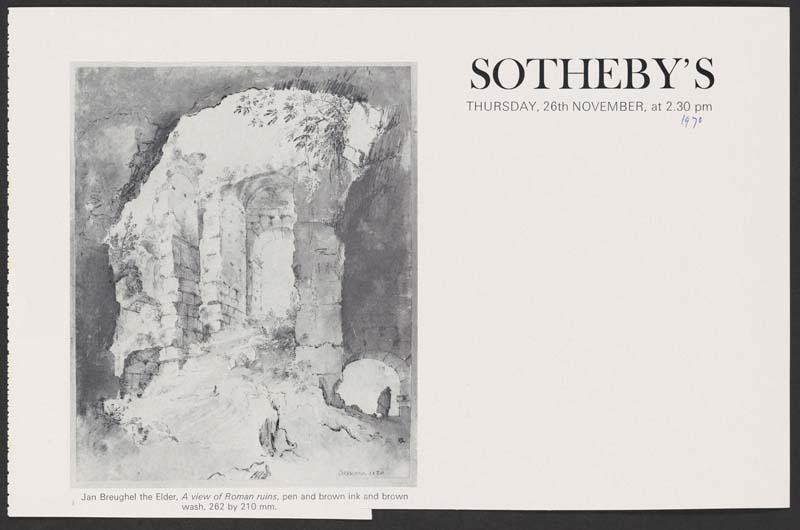 SOTHEBY'S
THURSDAY, 26th NOVEMBER, at 2.30 pm
1970
Jan Breughel the Elder, A view of Roman ruins, pen and brown ink and brown
wash, 262 by 210 mm.